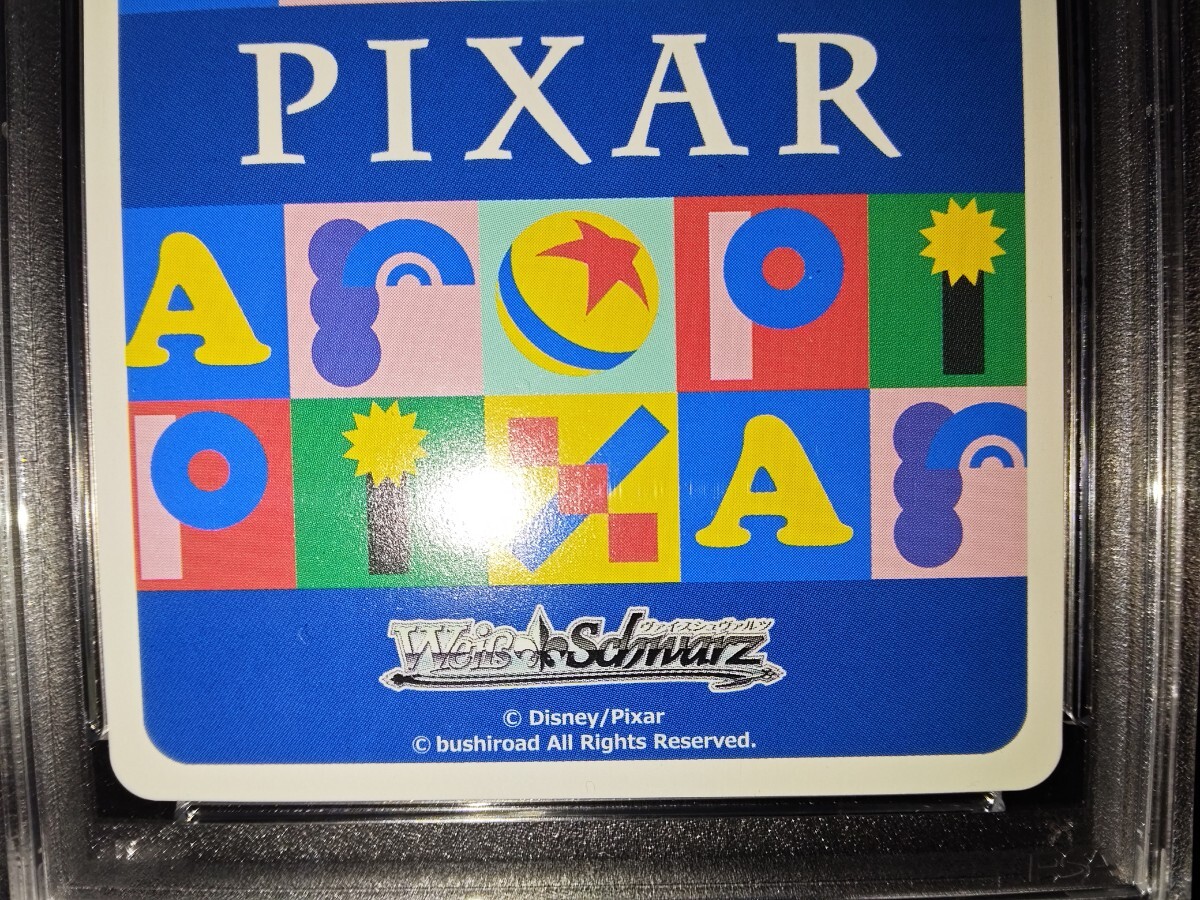 PIXAR
A r P i
P i X A r
ヴァイスシュヴァルツ
Weiß Schwarz
© Disney/Pixar
© bushiroad All Rights Reserved.
PSA